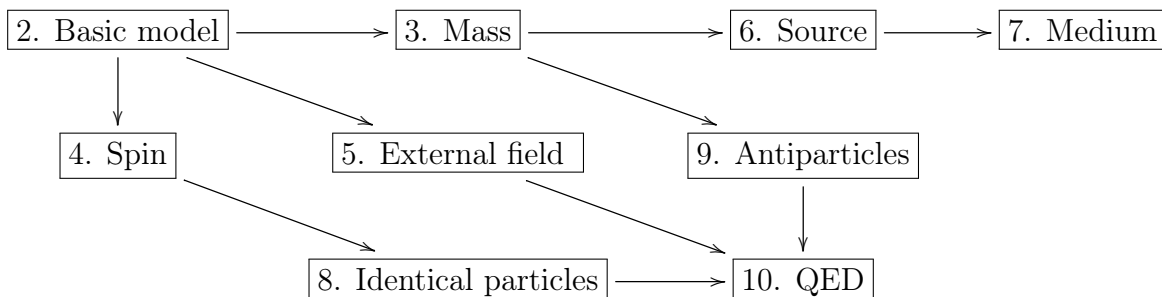 2. Basic model
3. Mass
6. Source
7. Medium
4. Spin
5. External field
9. Antiparticles
8. Identical particles
10. QED